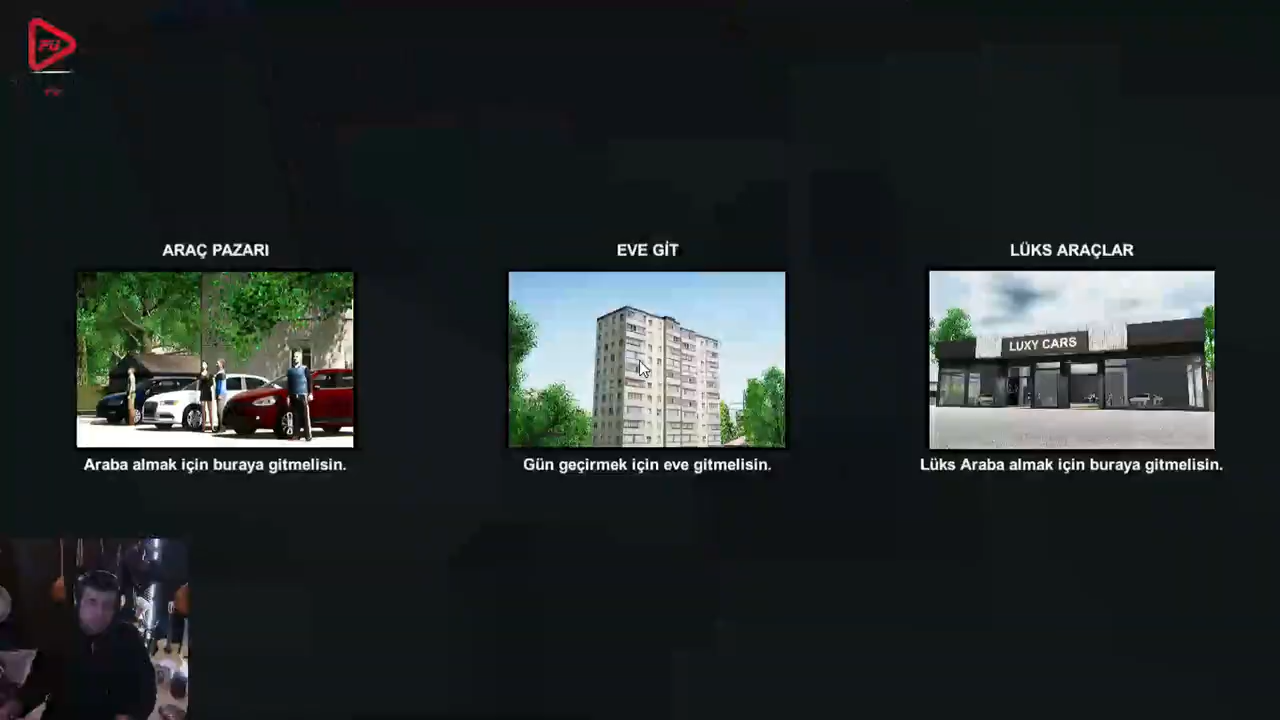 ARAÇ PAZARI
EVE GİT
LÜKS ARAÇLAR
LUXY CARS
Araba almak için buraya gitmelisin.
Gün geçirmek için eve gitmelisin.
Lüks Araba almak için buraya gitmelisin.